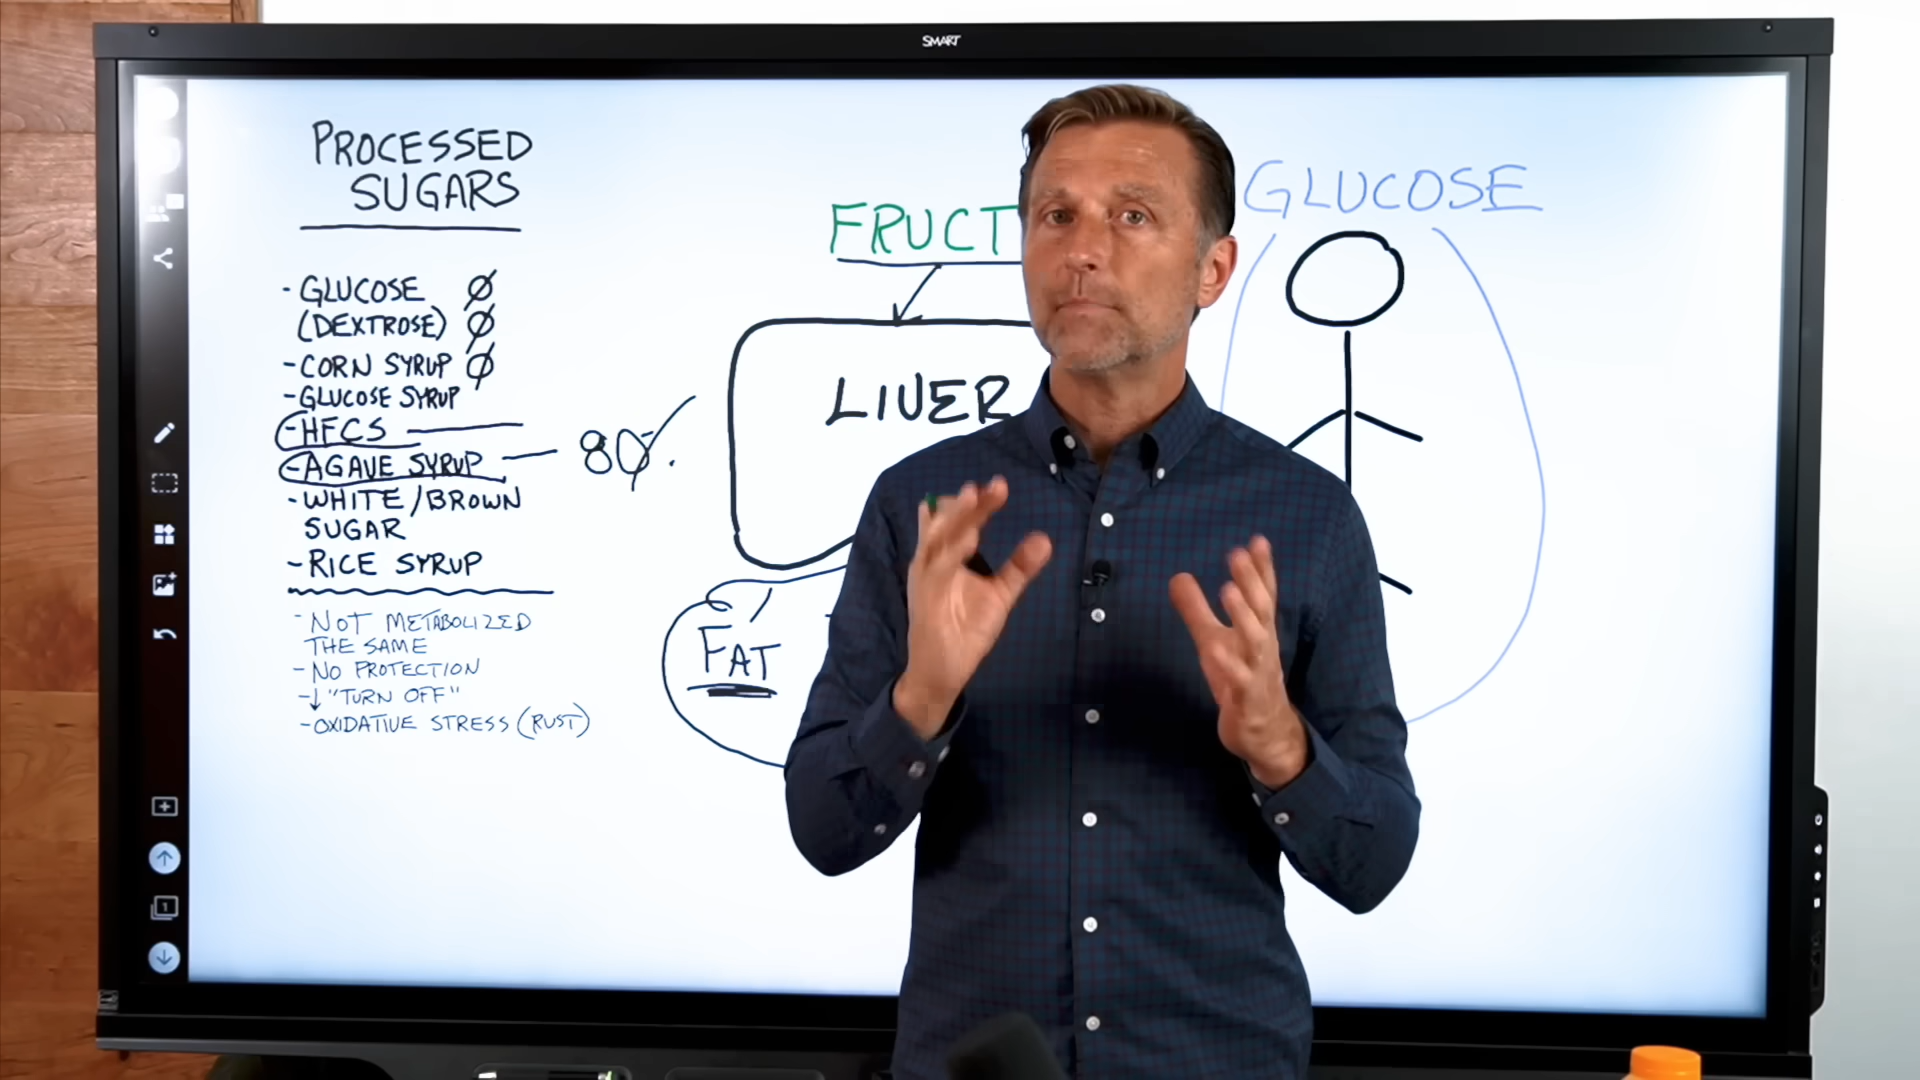 SMART
PROCESSED
SUGARS
- GLUCOSE Ø
(DEXTROSE) Ø
- CORN SYRUP Ø
- GLUCOSE SYRUP
- HFCS
- AGAVE SYRUP
80%
- WHITE/BROWN
SUGAR
- RICE SYRUP
- NOT METABOLIZED
THE SAME
- NO PROTECTION
- ↓ "TURN OFF"
- OXIDATIVE STRESS (RUST)
FRUCT
LIVER
FAT
GLUCOSE
1